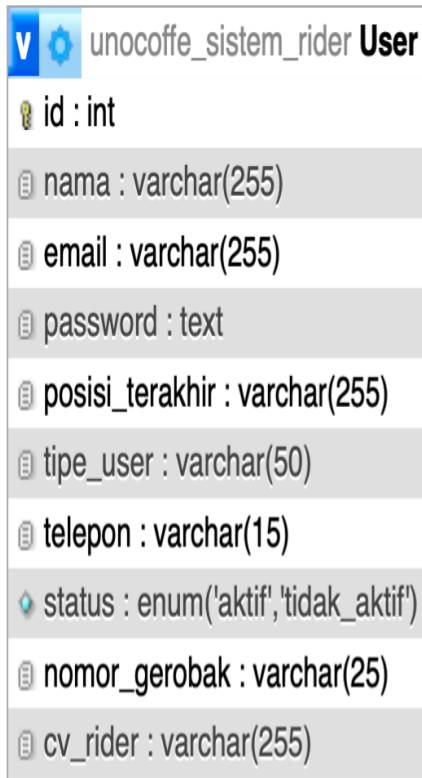 v unocoffe_sistem_rider User
id : int
nama : varchar(255)
email : varchar(255)
password : text
posisi_terakhir : varchar(255)
tipe_user : varchar(50)
telepon : varchar(15)
status : enum('aktif','tidak_aktif')
nomor_gerobak : varchar(25)
cv_rider : varchar(255)